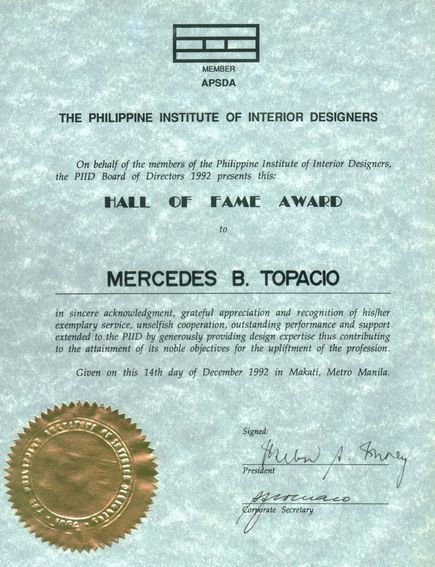 MEMBER
APSDA
THE PHILIPPINE INSTITUTE OF INTERIOR DESIGNERS
On behalf of the members of the Philippine Institute of Interior Designers,
the PIID Board of Directors 1992 presents this:
HALL OF FAME AWARD
to
MERCEDES B. TOPACIO
in sincere acknowledgment, grateful appreciation and recognition of his/her
exemplary service, unselfish cooperation, outstanding performance and support
extended to the PIID by generously providing design expertise thus contributing
to the attainment of its noble objectives for the upliftment of the profession.
Given on this 14th day of December 1992 in Makati, Metro Manila.
Signed:
President
Corporate Secretary
INSTITUTE OF INTERIOR DESIGNERS